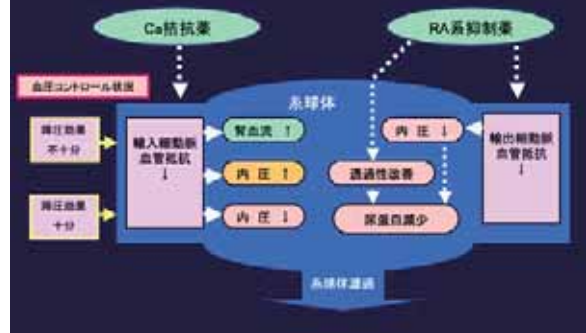 Ca拮抗薬
RA系抑制薬
血圧コントロール状況
糸球体
降圧効果
不十分
輸入細動脈
血管抵抗
↓
腎血流 ↑
内 圧 ↓
輸出細動脈
血管抵抗
↓
内 圧 ↑
透過性改善
降圧効果
十分
内 圧 ↓
尿蛋白減少
糸球体濾過